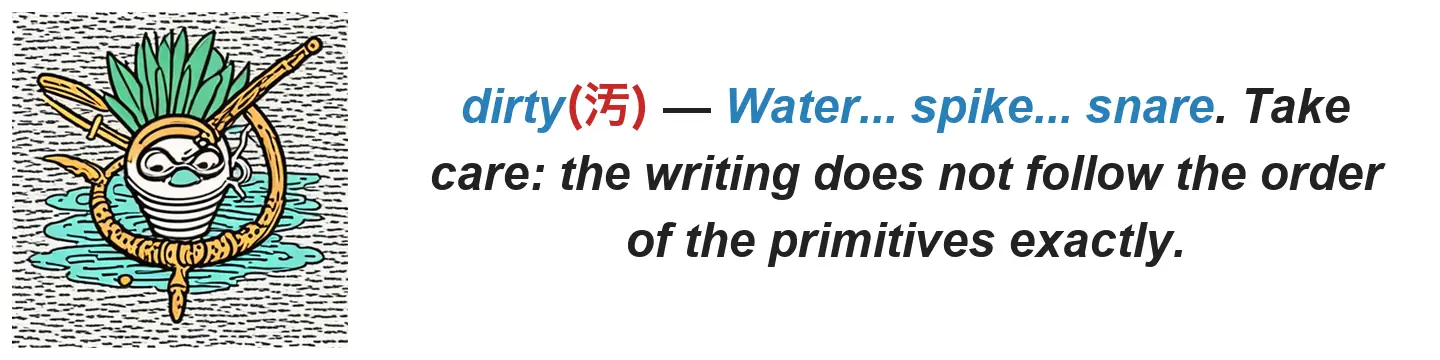 dirty(汚) — Water... spike... snare. Take
care: the writing does not follow the order
of the primitives exactly.